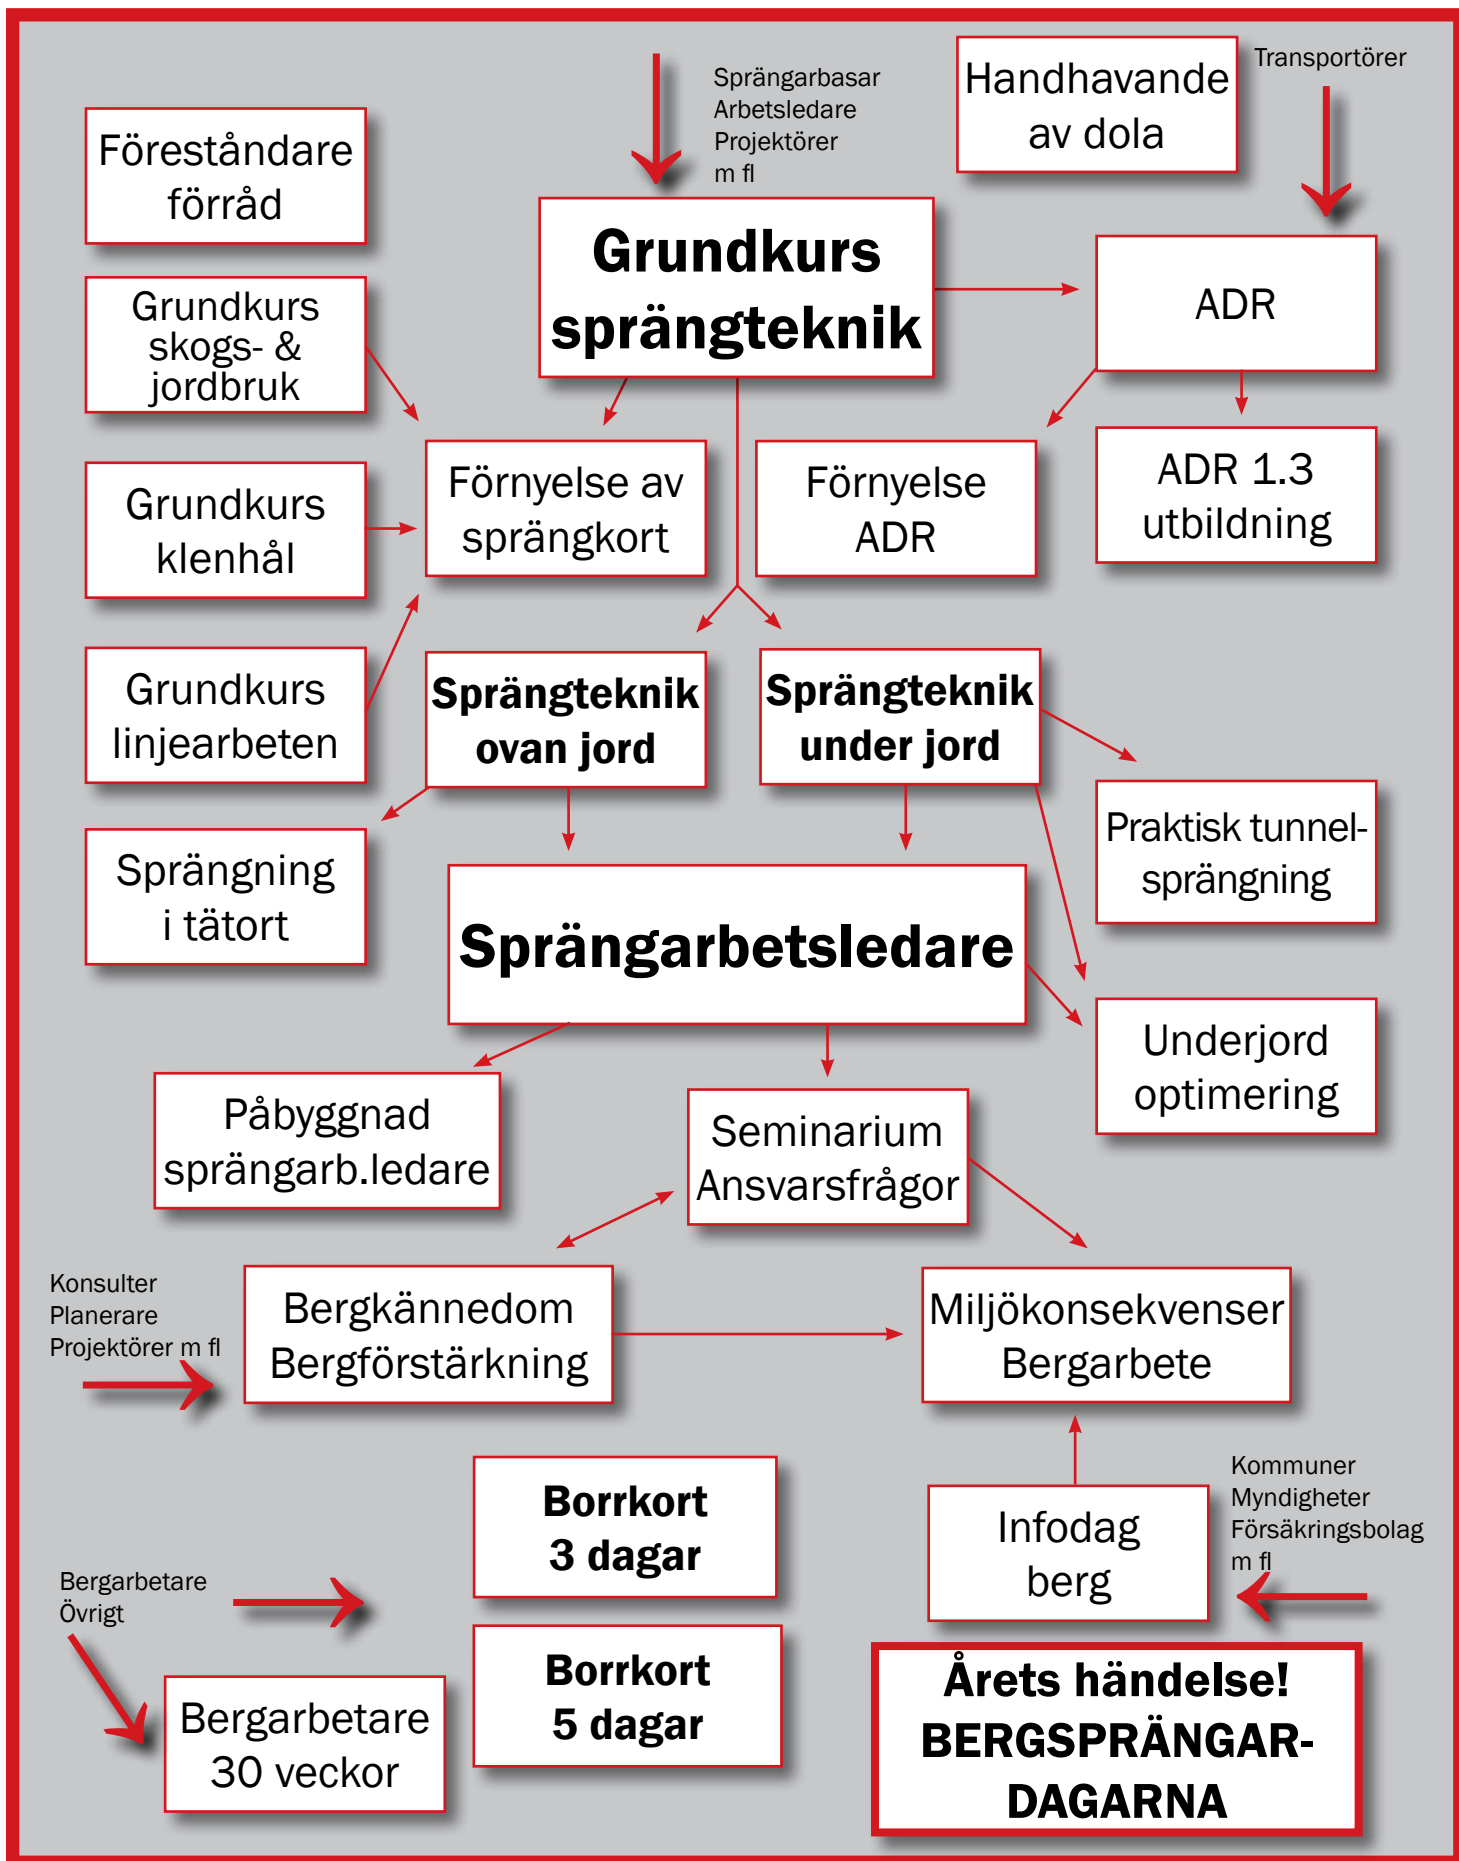 Sprängarbasar
Arbetsledare
Projektörer
m fl
Handhavande
av dola
Transportörer
Föreståndare
förråd
Grundkurs
sprängteknik
ADR
Grundkurs
skogs- &
jordbruk
Förnyelse av
sprängkort
Förnyelse
ADR
ADR 1.3
utbildning
Grundkurs
klenhål
Grundkurs
linjearbeten
Sprängteknik
ovan jord
Sprängteknik
under jord
Praktisk tunnel-
sprängning
Sprängning
i tätort
Sprängarbetsledare
Underjord
optimering
Påbyggnad
sprängarb.ledare
Seminarium
Ansvarsfrågor
Konsulter
Planerare
Projektörer m fl
Bergkännedom
Bergförstärkning
Miljökonsekvenser
Bergarbete
Borrkort
3 dagar
Infodag
berg
Kommuner
Myndigheter
Försäkringsbolag
m fl
Bergarbetare
Övrigt
Borrkort
5 dagar
Bergarbetare
30 veckor
Årets händelse!
BERGSPRÄNGAR-
DAGARNA